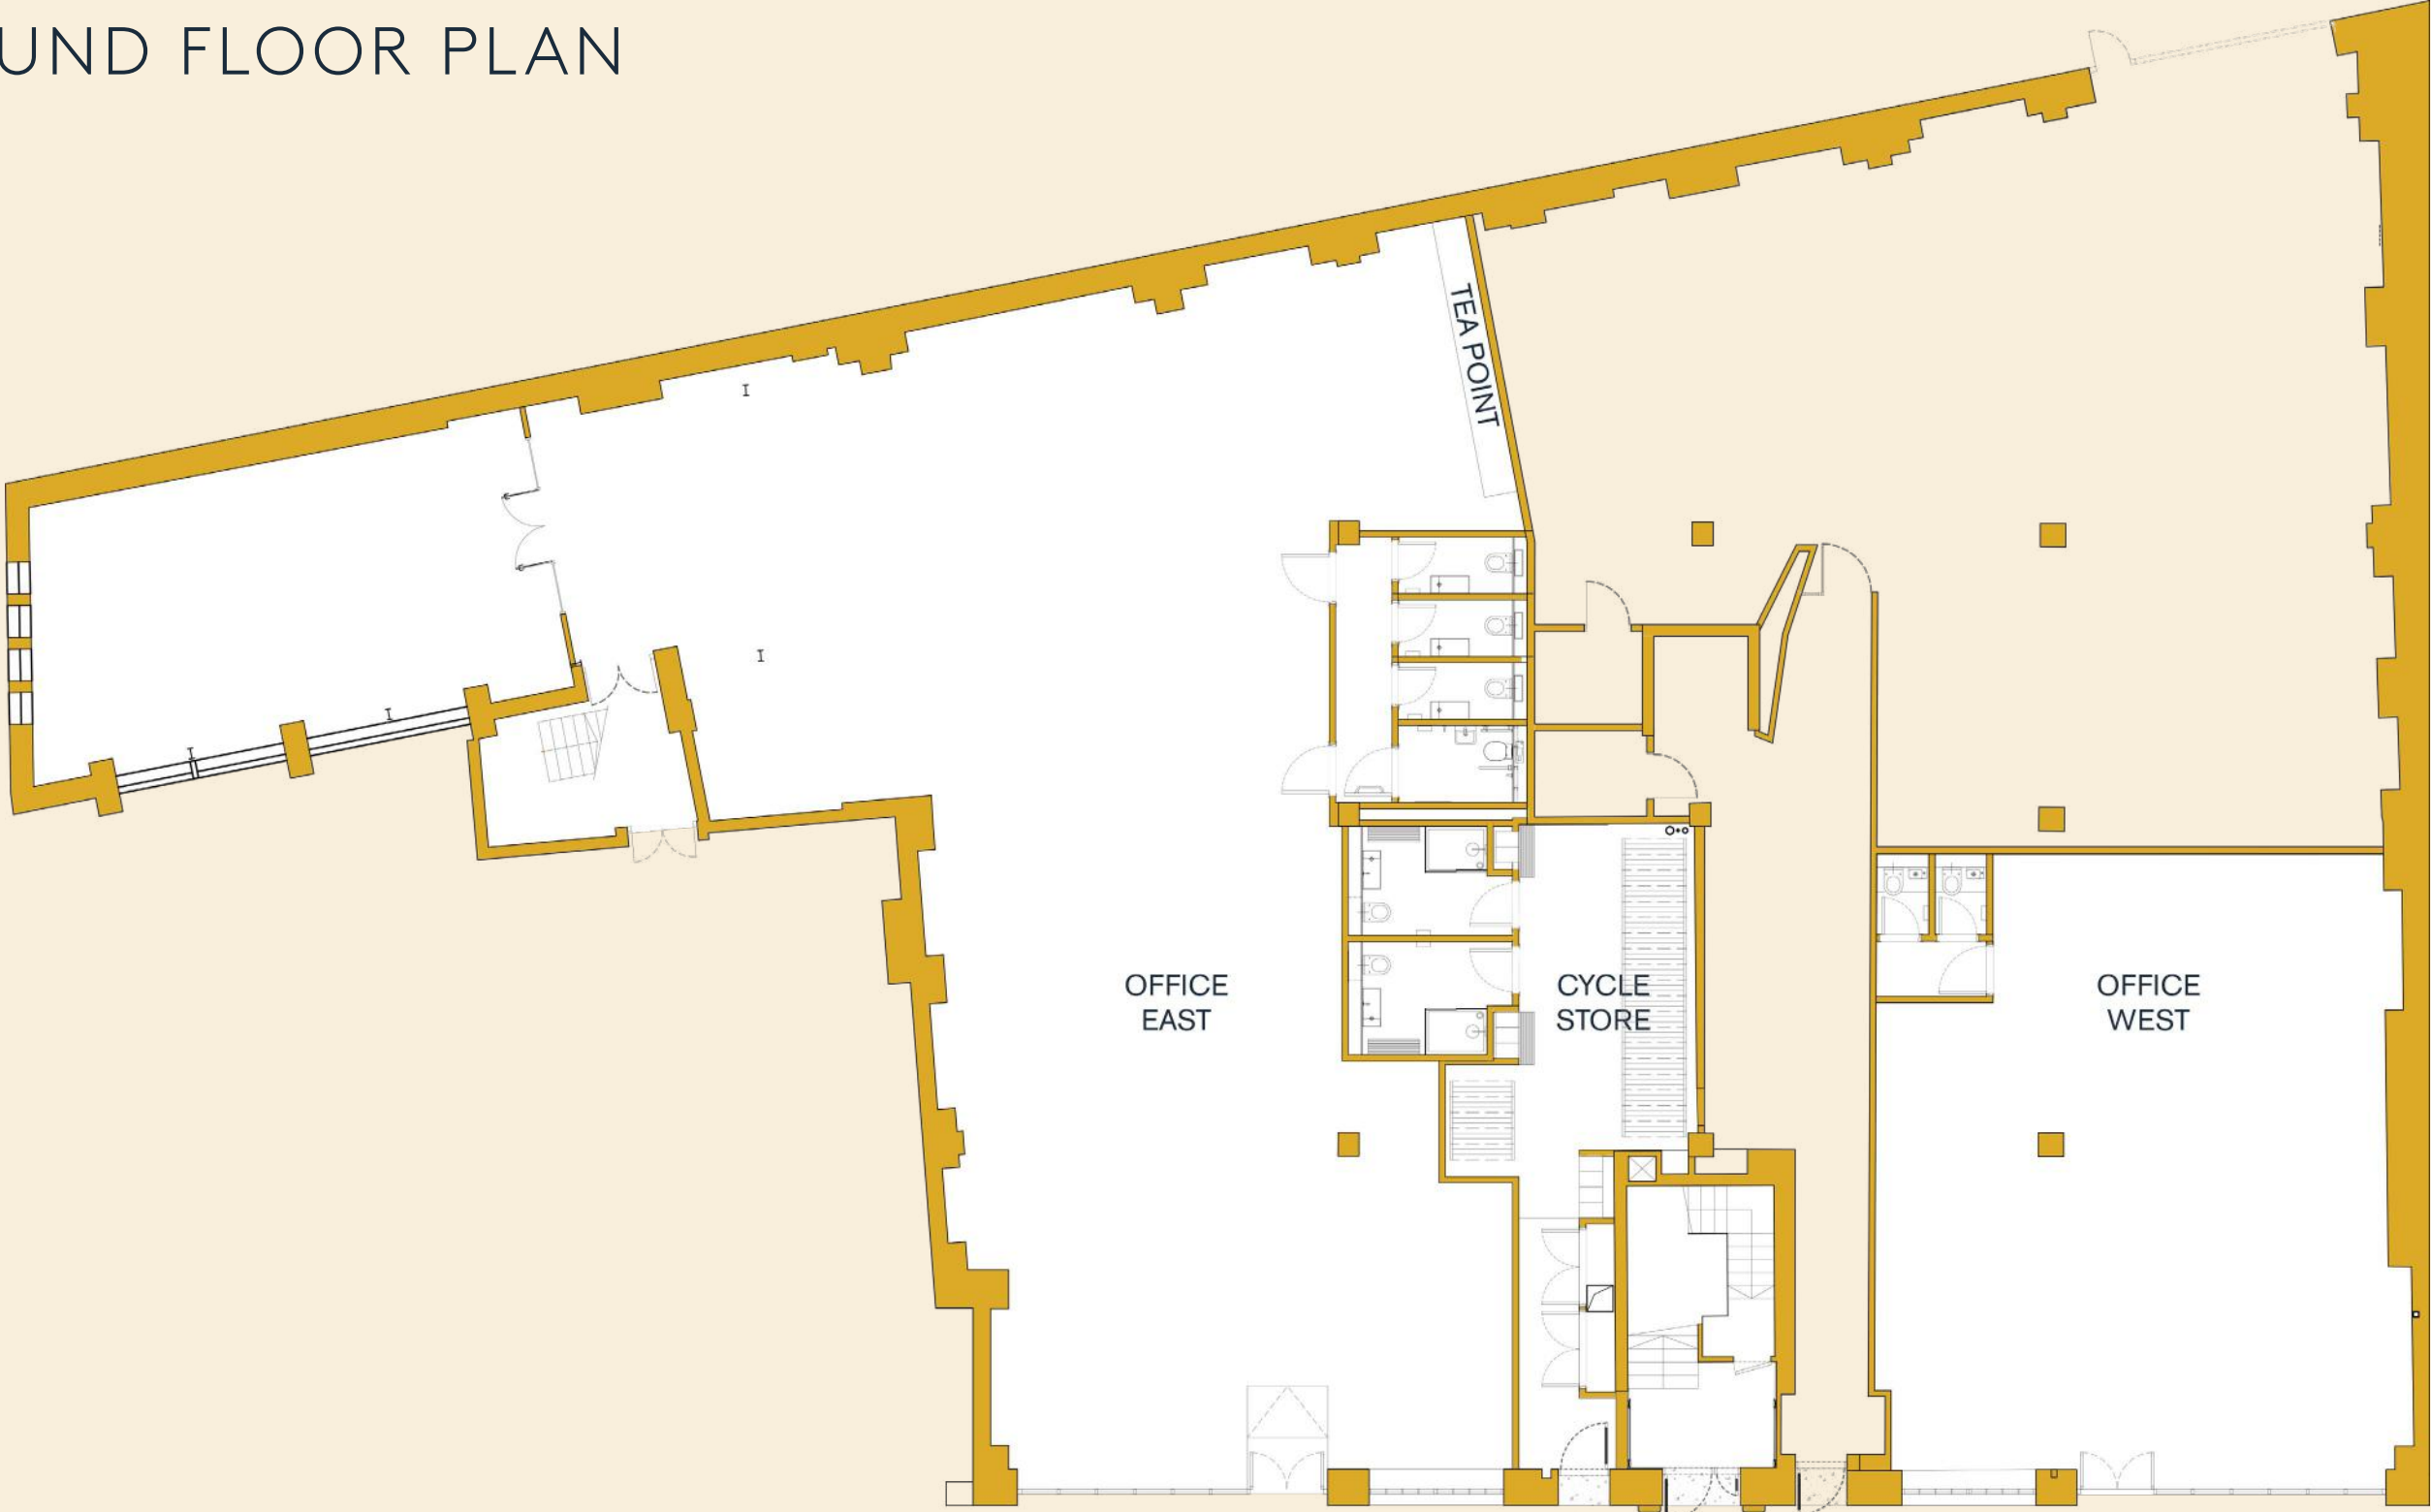 UND FLOOR PLAN
TEA POINT
OFFICE
EAST
CYCLE
STORE
OFFICE
WEST